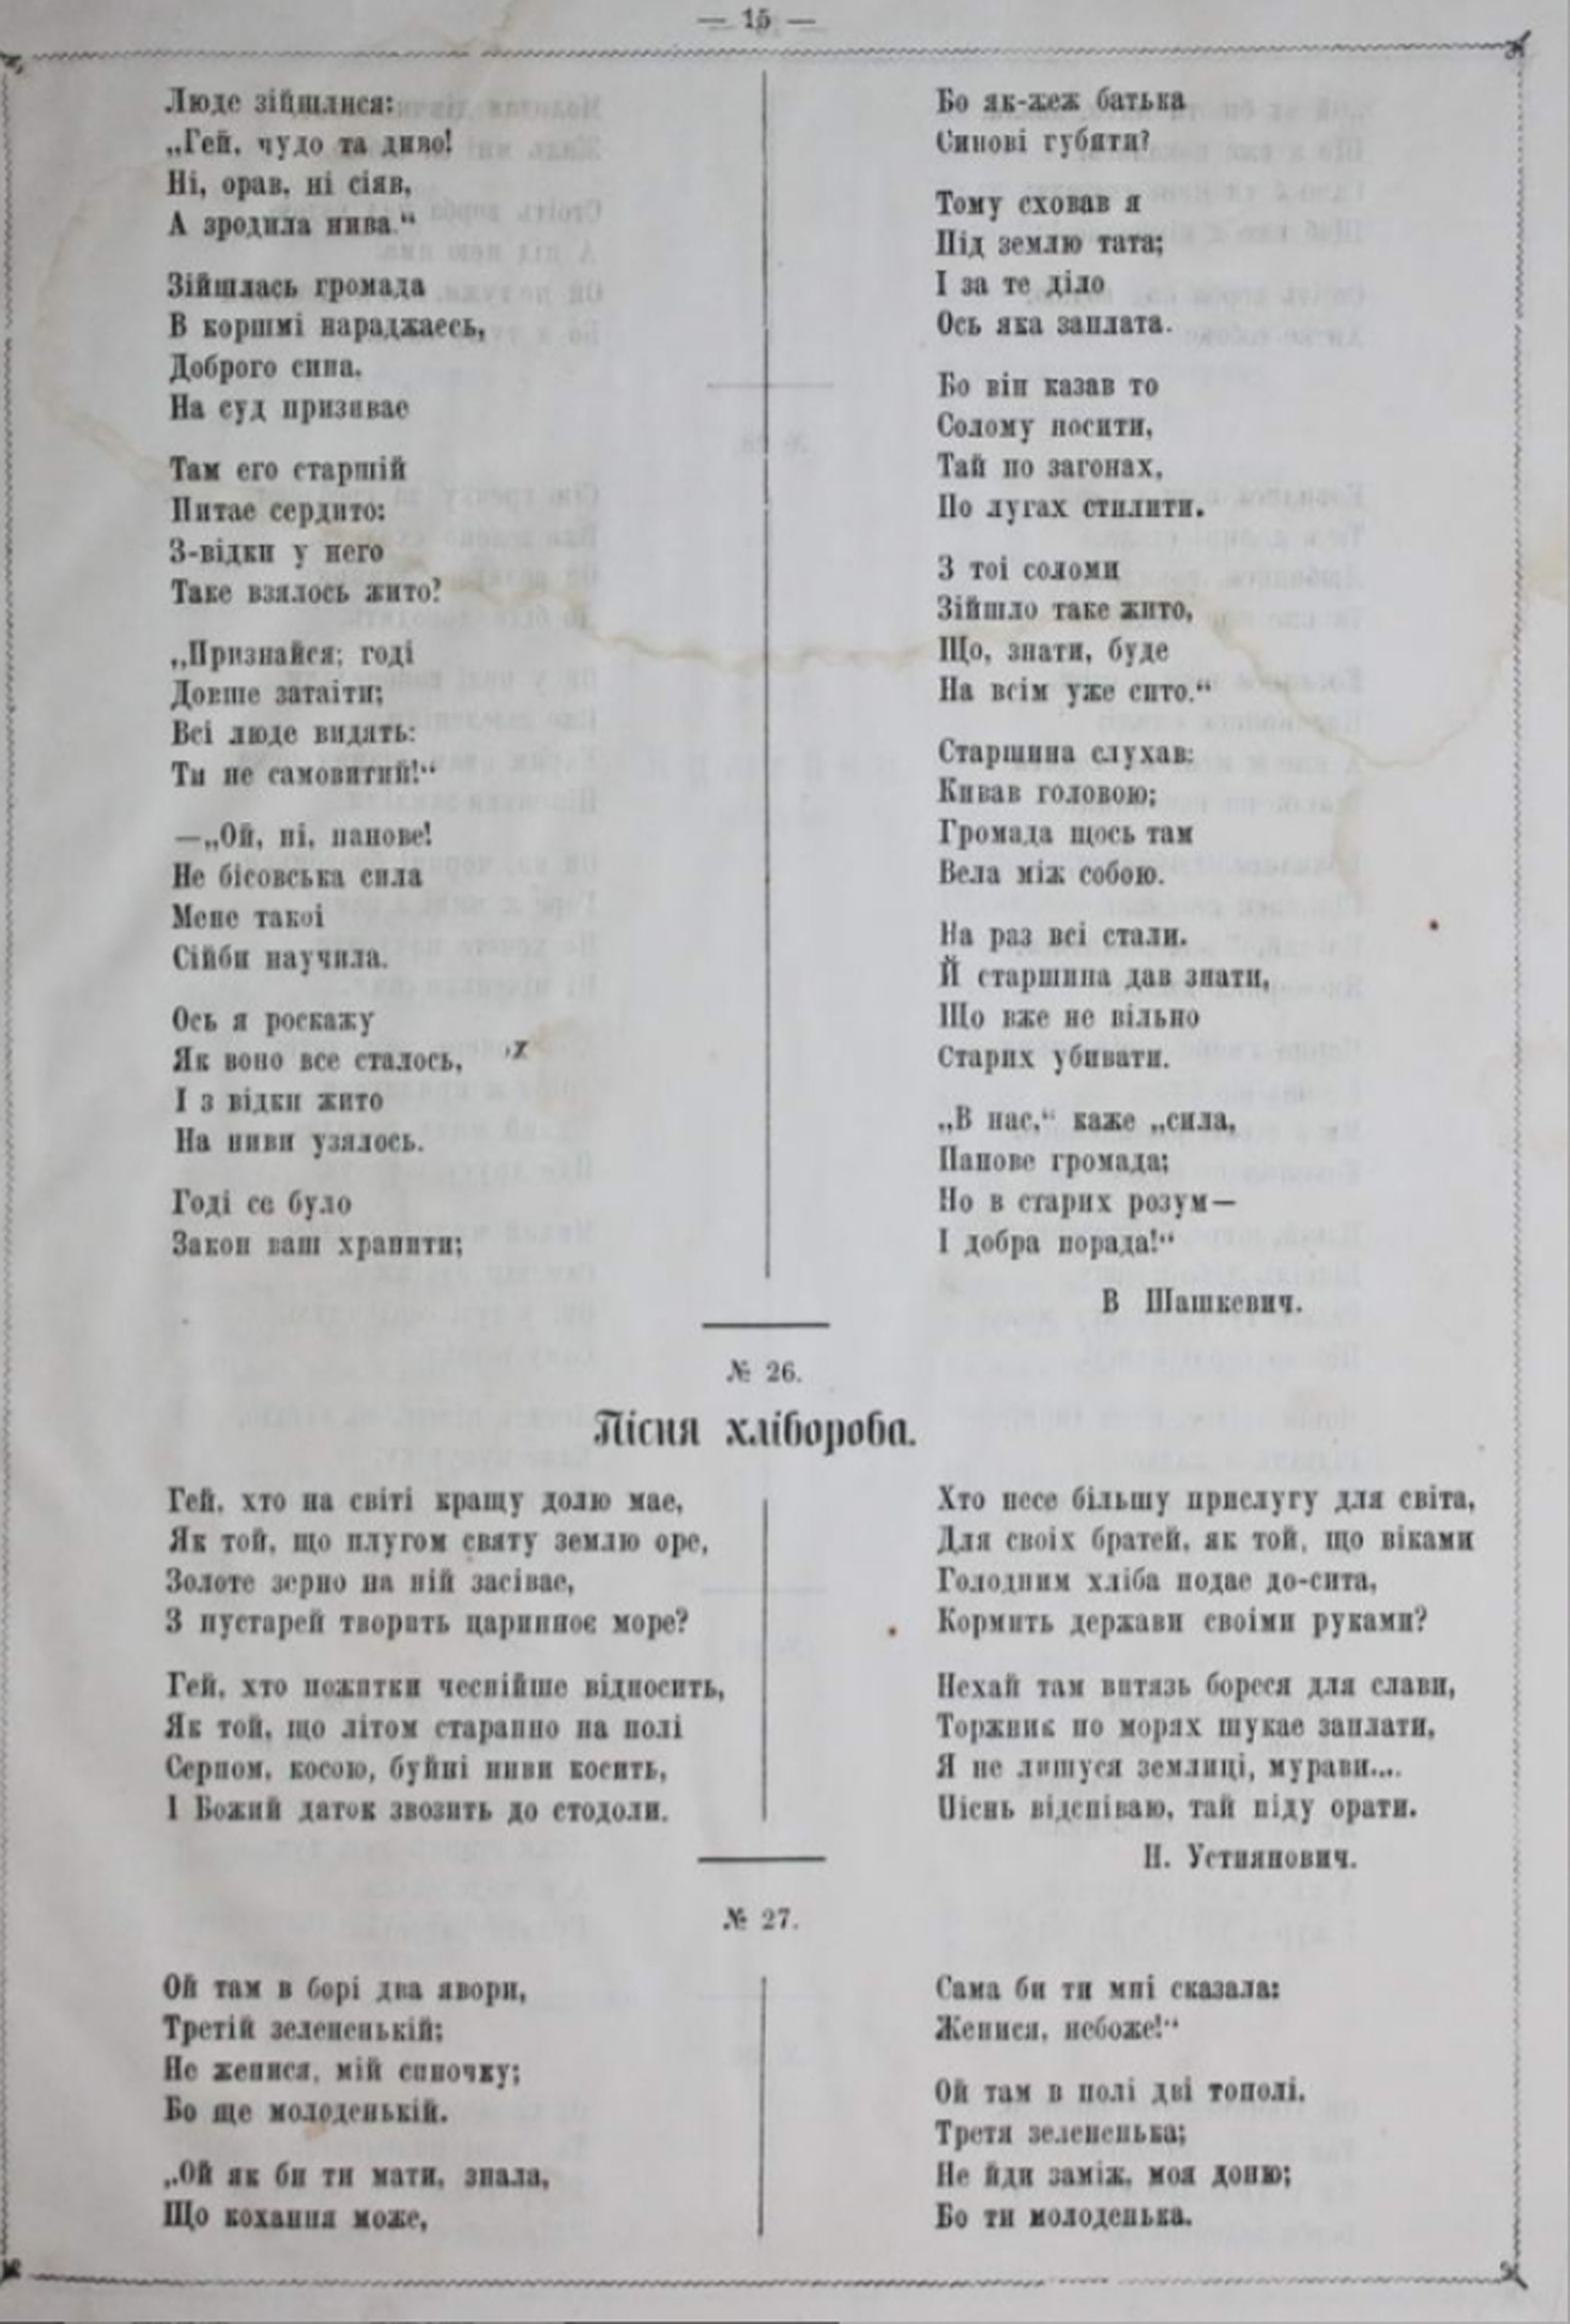 — 15 —
Люде зійшлися:
„Гей, чудо та диво!
Ні, орав, ні сіяв,
А зродила нива.“
Зійшлась громада
В коршмі нараджаесь,
Доброго сина.
На суд призивае
Там его старшій
Питае сердито:
З-відки у него
Таке взялось жито?
„Признайся; годі
Довше затаіти;
Всі люде видять:
Ти не самовитий!“
—„Ой, ні, панове!
Не бісовська сила
Мене такоі
Сійби научила.
Ось я роскажу
Як воно все сталось,
І з відки жито
На ниви узялось.
Годі се було
Закон ваш хранити;
Бо як-жеж батька
Синові губити?
Тому сховав я
Під землю тата;
І за те діло
Ось яка заплата.
Бо він казав то
Солому носити,
Тай по загонах,
По лугах стилити.
З тоі соломи
Зійшло таке жито,
Що, знати, буде
На всім уже сито.“
Старшина слухав:
Кивав головою;
Громада щось там
Вела між собою.
На раз всі стали.
Й старшина дав знати,
Що вже не вільно
Старих убивати.
„В нас,“ каже „сила,
Панове громада;
Но в старих розум—
І добра порада!“
В Шашкевич.
№ 26.
Пісня хлібороба.
Гей, хто на світі кращу долю мае,
Як той, що плугом святу землю оре,
Золоте зерно на ній засівае,
З пустарей творить царинноє море?
Гей, хто пожитки чеснійше відносить,
Як той, що літом старанно на полі
Серпом, косою, буйні ниви косить,
І Божий даток звозить до стодоли.
Хто несе більшу прислугу для світа,
Для своіх братей, як той, що віками
Голодним хліба подае до-сита,
Кормить держави своіми руками?
Нехай там витязь бореся для слави,
Торжник по морях шукае заплати,
Я не лишуся землиці, мурави....
Піснь відспіваю, тай піду орати.
Н. Устиянович.
№ 27.
Ой там в борі два явори,
Третій зелененькій;
Не женися, мій синочку;
Бо ще молоденькій.
„Ой як би ти мати, знала,
Що кохання може,
Сама би ти мні сказала:
Женися, небоже!“
Ой там в полі дві тополі.
Третя зелененька;
Не йди заміж, моя доню;
Бо ти молоденька.